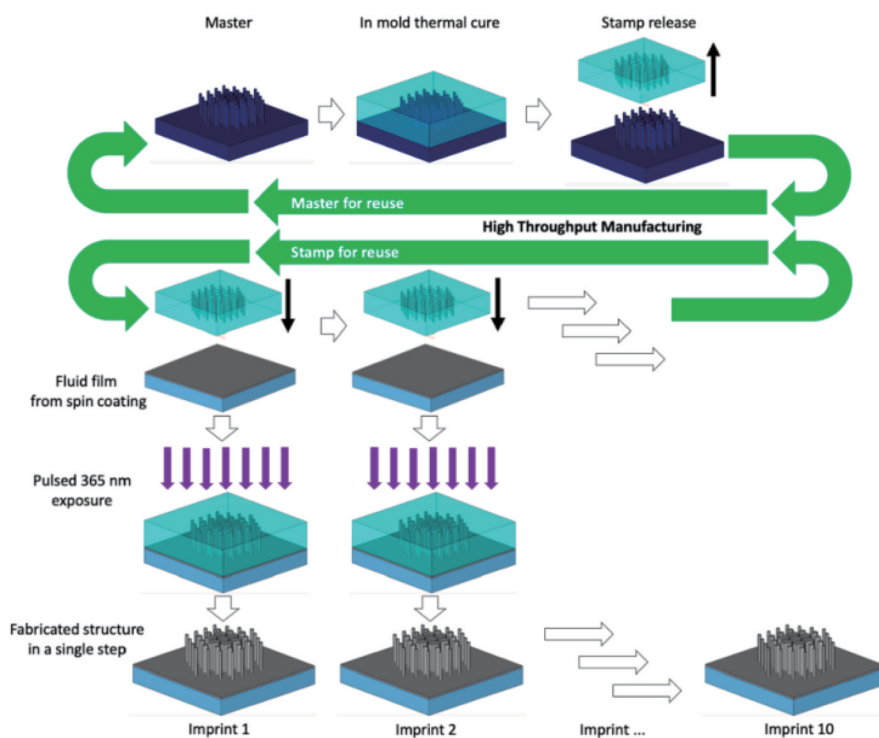 Master
In mold thermal cure
Stamp release
Master for reuse
High Throughput Manufacturing
Stamp for reuse
Fluid film
from spin coating
Pulsed 365 nm
exposure
Fabricated structure
in a single step
Imprint 1
Imprint 2
Imprint ...
Imprint 10